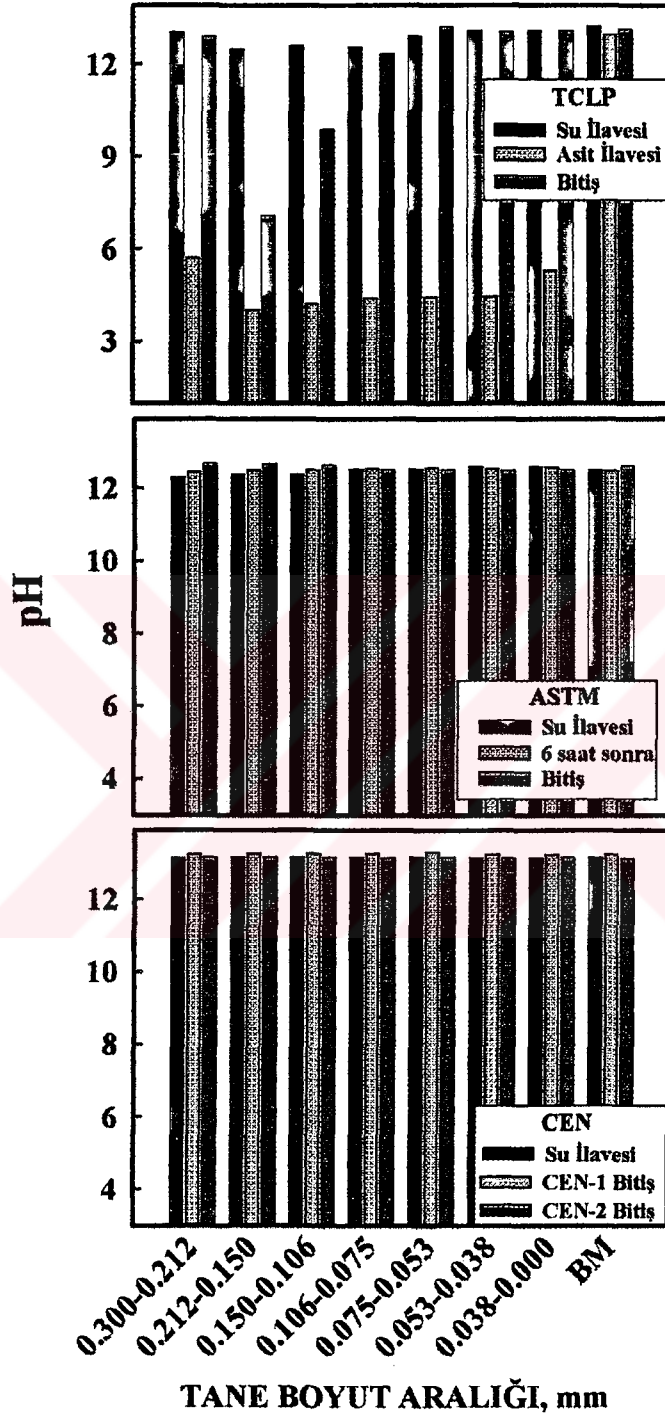 12
9
6
3
TCLP
Su İlavesi
Asit İlavesi
Bitiş
pH
12
10
8
6
4
ASTM
Su İlavesi
6 saat sonra
Bitiş
12
10
8
6
4
CEN
Su İlavesi
CEN-1 Bitiş
CEN-2 Bitiş
0.300-0.212
0.212-0.150
0.150-0.106
0.106-0.075
0.075-0.053
0.053-0.038
0.038-0.000
BM
TANE BOYUT ARALIĞI, mm